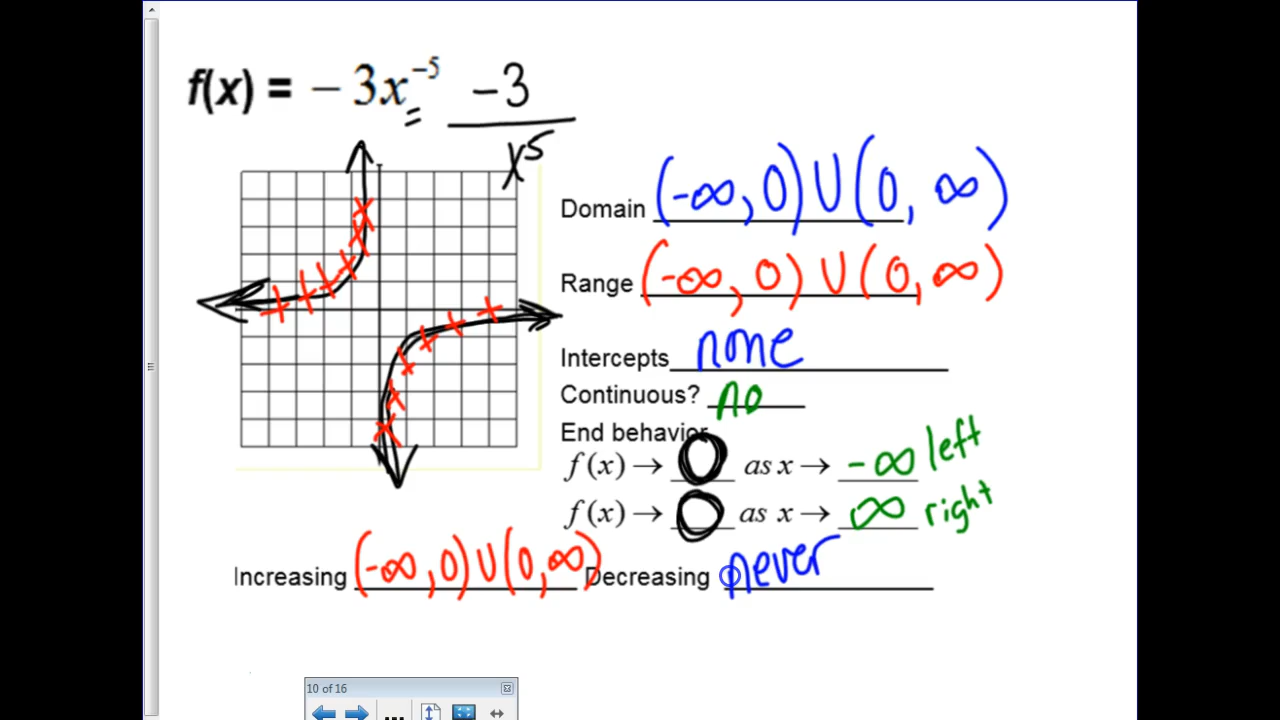 f(x) = −3x⁻⁵ -3/x⁵
Domain (-∞, 0) ∪ (0, ∞)
Range (-∞, 0) ∪ (0, ∞)
Intercepts none
Continuous? no
End behavior
f(x) → 0 as x → -∞ left
f(x) → 0 as x → ∞ right
Increasing (-∞, 0) ∪ (0, ∞) Decreasing never
10 of 16